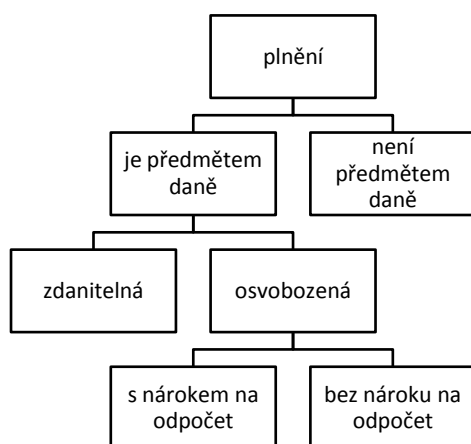 plnění
je předmětem
daně
není
předmětem
daně
zdanitelná
osvobozená
s nárokem na
odpočet
bez nároku na
odpočet